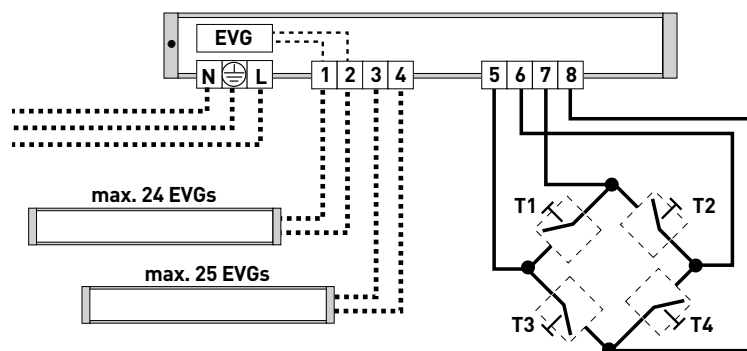 EVG
N L 1 2 3 4 5 6 7 8
max. 24 EVGs
T1 T2
max. 25 EVGs
T3 T4